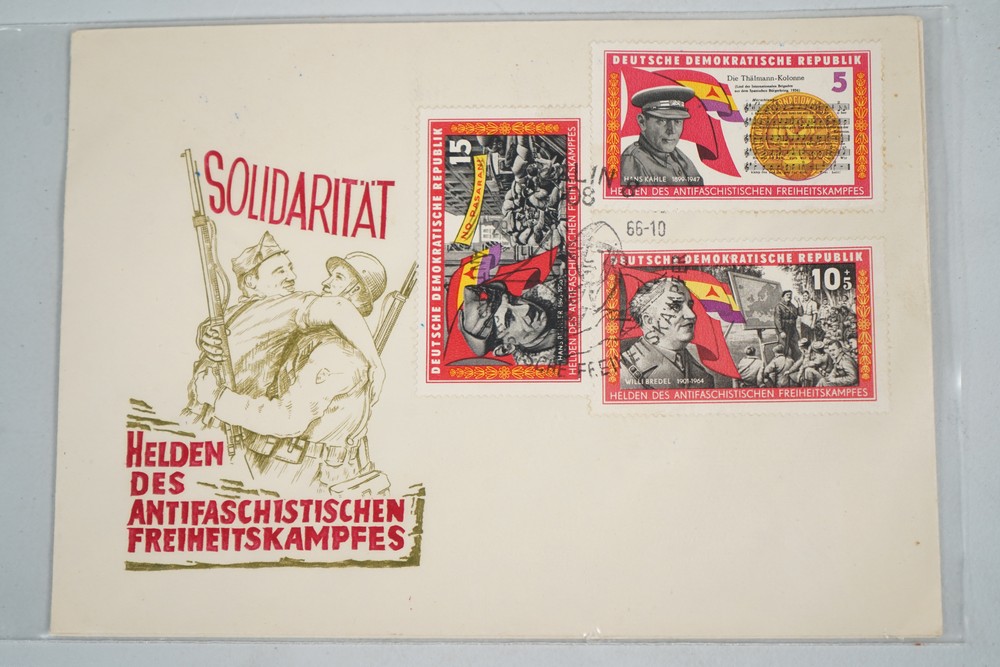 SOLIDARITÄT
HELDEN
DES
ANTIFASCHISTISCHEN
FREIHEITSKAMPFES
DEUTSCHE DEMOKRATISCHE REPUBLIK
15
NO PASARAN!
HELDEN DES ANTIFASCHISTISCHEN FREIHEITSKAMPFES
DEUTSCHE DEMOKRATISCHE REPUBLIK
Die Thälmann-Kolonne
5
HANS KAHLE 1899-1947
HELDEN DES ANTIFASCHISTISCHEN FREIHEITSKAMPFES
66-10
DEUTSCHE DEMOKRATISCHE REPUBLIK
10+5
WILLI BREDEL 1901-1964
HELDEN DES ANTIFASCHISTISCHEN FREIHEITSKAMPFES